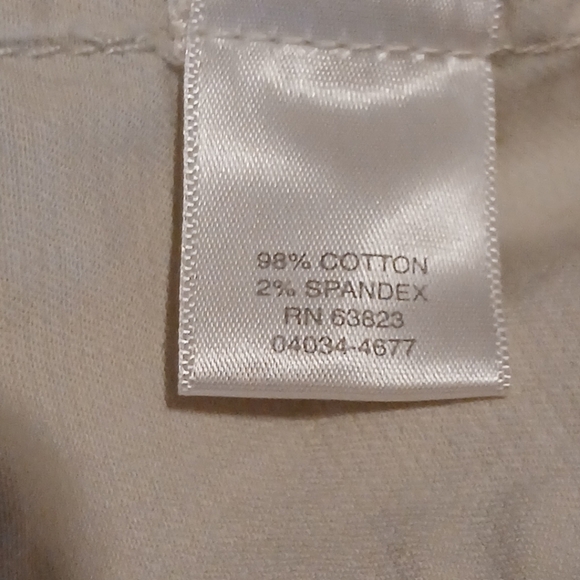 98% COTTON
2% SPANDEX
RN 63823
04034-4677